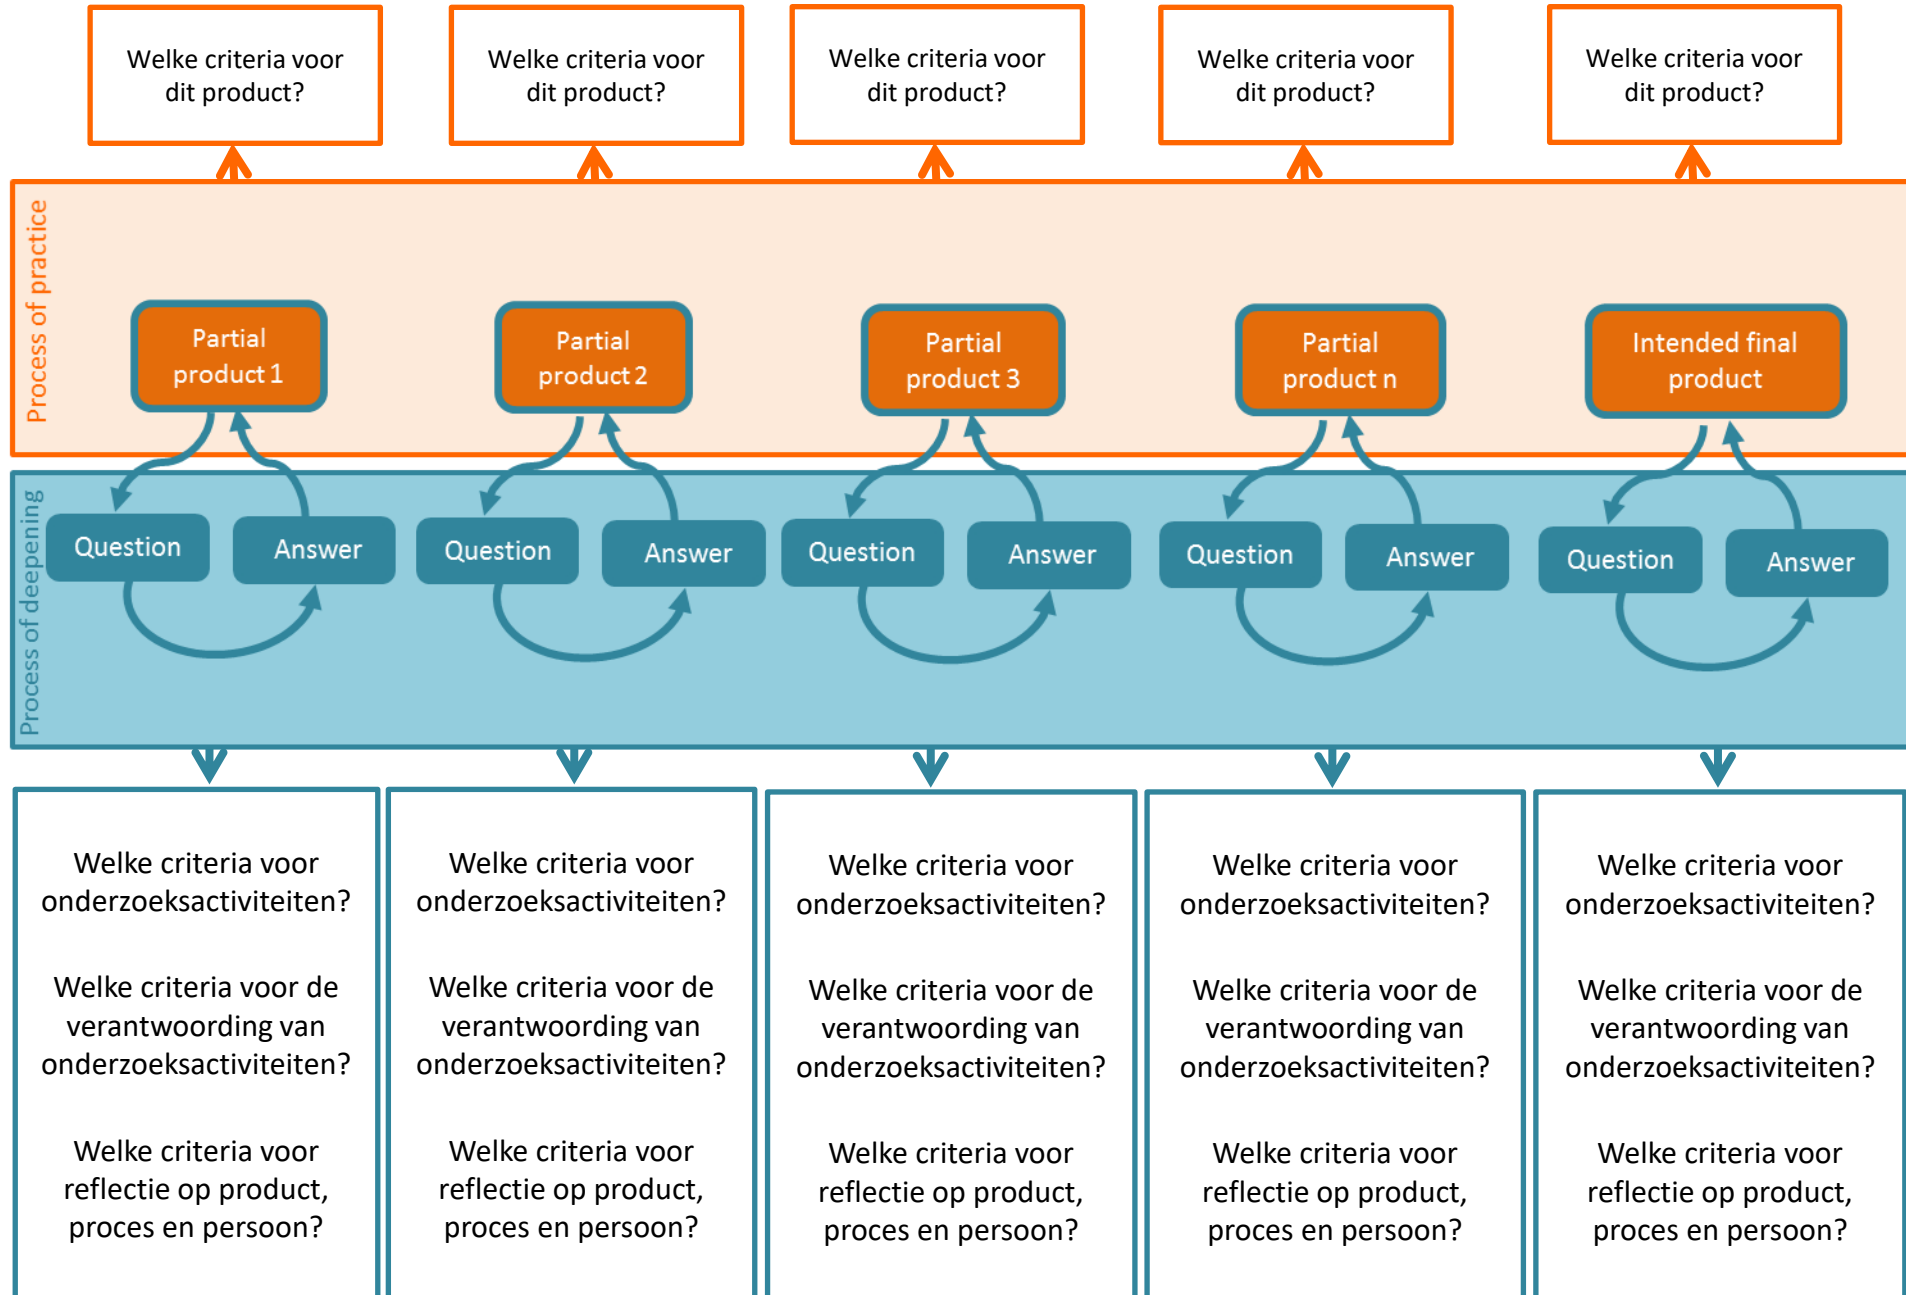 Welke criteria voor
dit product?
Welke criteria voor
dit product?
Welke criteria voor
dit product?
Welke criteria voor
dit product?
Welke criteria voor
dit product?
Process of practice
Partial
product 1
Partial
product 2
Partial
product 3
Partial
product n
Intended final
product
Process of deepening
Question
Answer
Question
Answer
Question
Answer
Question
Answer
Question
Answer
Welke criteria voor
onderzoeksactiviteiten?
Welke criteria voor de
verantwoording van
onderzoeksactiviteiten?
Welke criteria voor
reflectie op product,
proces en persoon?
Welke criteria voor
onderzoeksactiviteiten?
Welke criteria voor de
verantwoording van
onderzoeksactiviteiten?
Welke criteria voor
reflectie op product,
proces en persoon?
Welke criteria voor
onderzoeksactiviteiten?
Welke criteria voor de
verantwoording van
onderzoeksactiviteiten?
Welke criteria voor
reflectie op product,
proces en persoon?
Welke criteria voor
onderzoeksactiviteiten?
Welke criteria voor de
verantwoording van
onderzoeksactiviteiten?
Welke criteria voor
reflectie op product,
proces en persoon?
Welke criteria voor
onderzoeksactiviteiten?
Welke criteria voor de
verantwoording van
onderzoeksactiviteiten?
Welke criteria voor
reflectie op product,
proces en persoon?